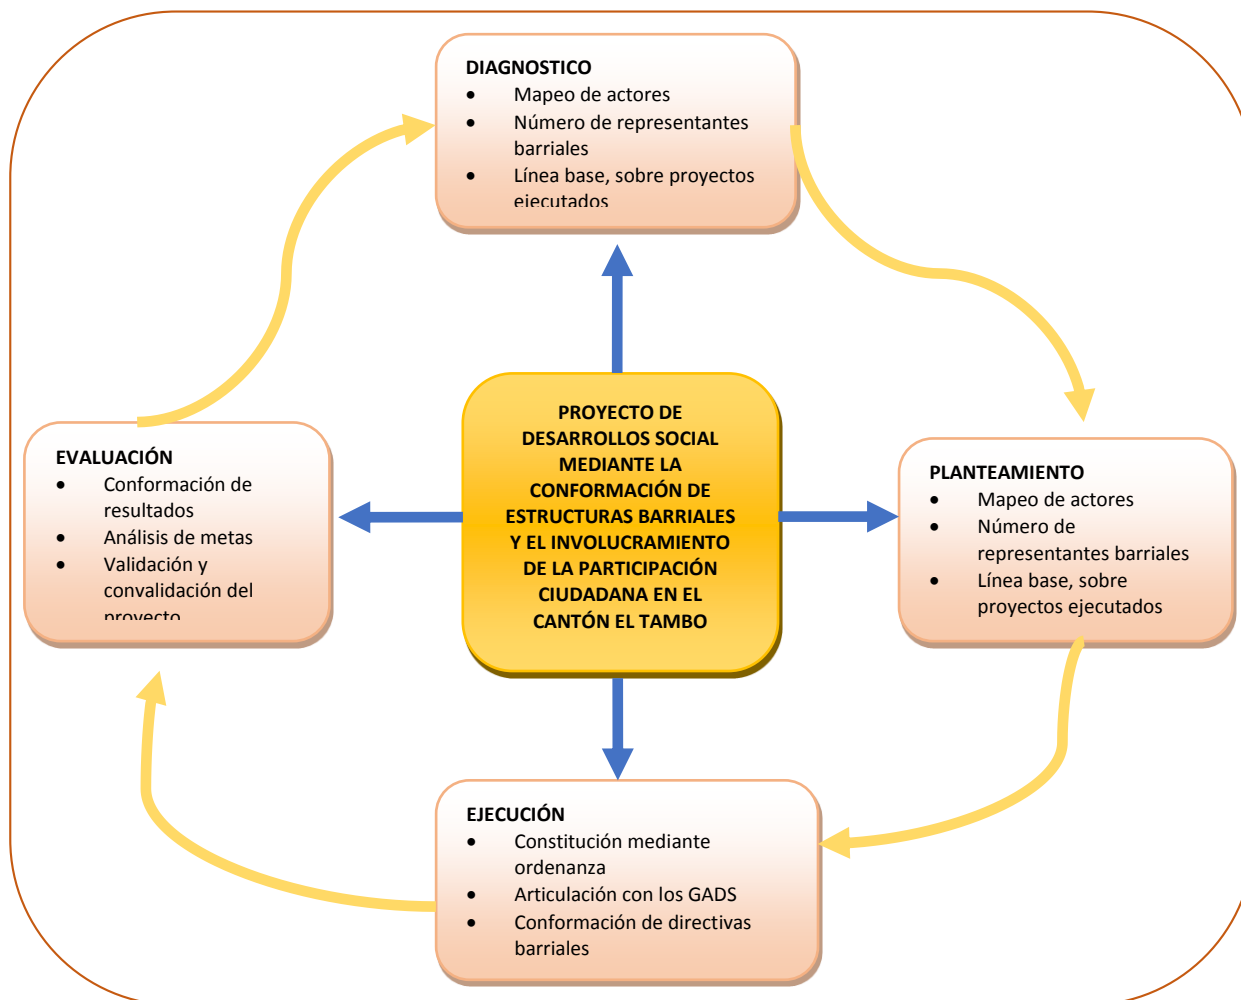 DIAGNOSTICO
• Mapeo de actores
• Número de representantes
barriales
• Línea base, sobre proyectos
ejecutados
PROYECTO DE
DESARROLLOS SOCIAL
MEDIANTE LA
CONFORMACIÓN DE
ESTRUCTURAS BARRIALES
Y EL INVOLUCRAMIENTO
DE LA PARTICIPACIÓN
CIUDADANA EN EL
CANTÓN EL TAMBO
EVALUACIÓN
• Conformación de
resultados
• Análisis de metas
• Validación y
convalidación del
proyecto
PLANTEAMIENTO
• Mapeo de actores
• Número de
representantes barriales
• Línea base, sobre
proyectos ejecutados
EJECUCIÓN
• Constitución mediante
ordenanza
• Articulación con los GADS
• Conformación de directivas
barriales